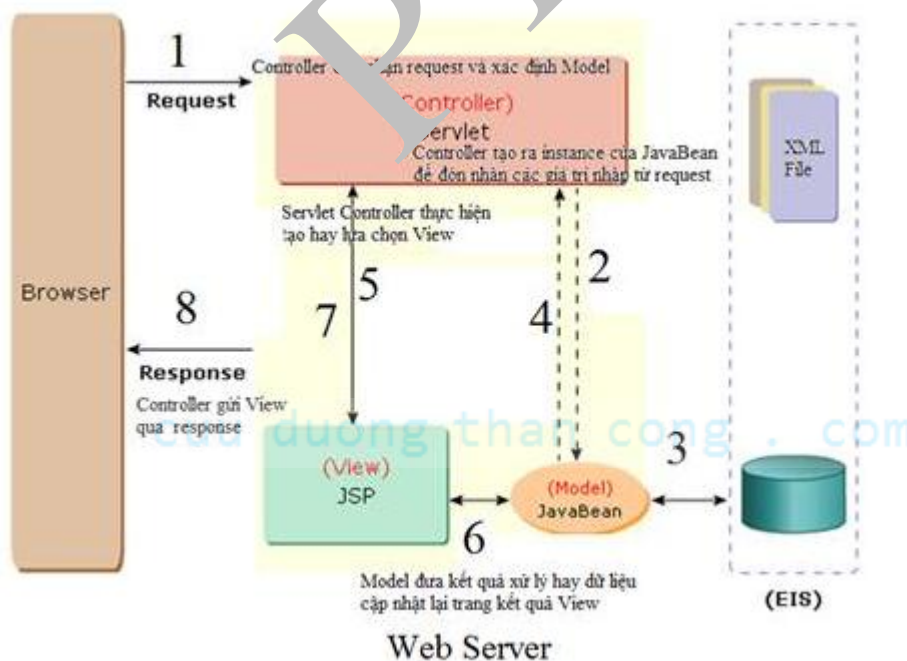 1
Request
Controller nhận request và xác định Model
Controller)
Servlet
Controller tạo ra instance của JavaBean
để đón nhận các giá trị nhập từ request
XML
File
Servlet Controller thực hiện
tạo hay lựa chọn View
2
5
4
7
Browser
8
Response
Controller gửi View
qua response
cuu duong than cong . com
3
(View)
JSP
(Model)
JavaBean
6
Model đưa kết quả xử lý hay dữ liệu
cập nhật lại trang kết quả View
(EIS)
Web Server